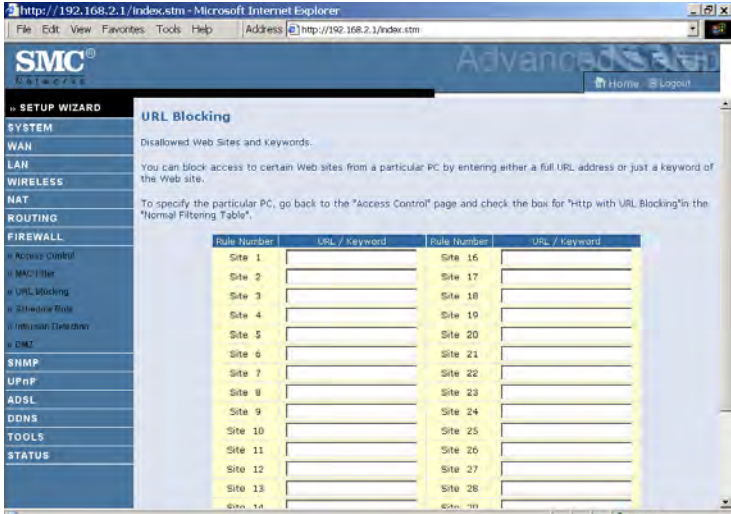 http://192.168.2.1/index.stm - Microsoft Internet Explorer
File Edit View Favorites Tools Help Address http://192.168.2.1/index.stm
SMC®
Networks
Advanced Setup
Home Logout
» SETUP WIZARD
SYSTEM
WAN
LAN
WIRELESS
NAT
ROUTING
FIREWALL
» Access Control
» MAC Filter
» URL Blocking
» Schedule Rule
» Intrusion Detection
» DMZ
SNMP
UPnP
ADSL
DDNS
TOOLS
STATUS
URL Blocking
Disallowed Web Sites and Keywords.
You can block access to certain Web sites from a particular PC by entering either a full URL address or just a keyword of
the Web site.
To specify the particular PC, go back to the "Access Control" page and check the box for "Http with URL Blocking"in the
"Normal Filtering Table".
Rule Number URL / Keyword Rule Number URL / Keyword
Site 1 Site 16
Site 2 Site 17
Site 3 Site 18
Site 4 Site 19
Site 5 Site 20
Site 6 Site 21
Site 7 Site 22
Site 8 Site 23
Site 9 Site 24
Site 10 Site 25
Site 11 Site 26
Site 12 Site 27
Site 13 Site 28
Site 14 Site